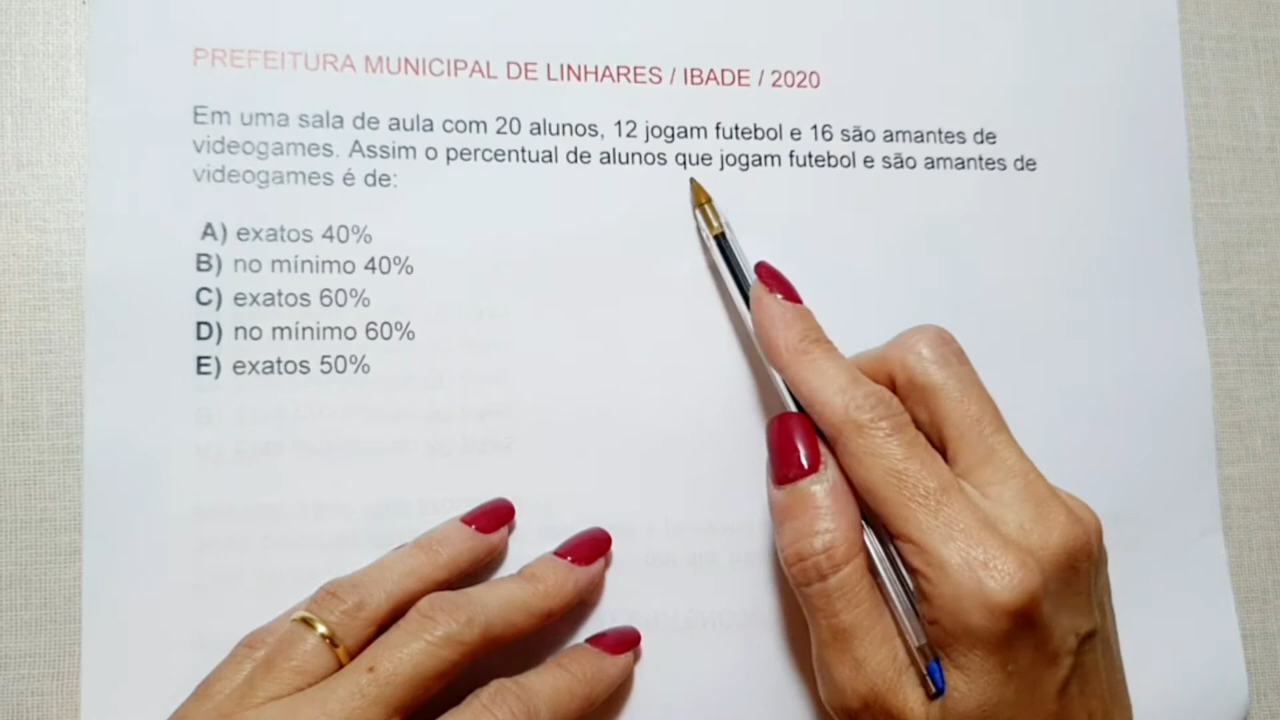 PREFEITURA MUNICIPAL DE LINHARES / IBADE / 2020
Em uma sala de aula com 20 alunos, 12 jogam futebol e 16 são amantes de
videogames. Assim o percentual de alunos que jogam futebol e são amantes de
videogames é de:
A) exatos 40%
B) no mínimo 40%
C) exatos 60%
D) no mínimo 60%
E) exatos 50%